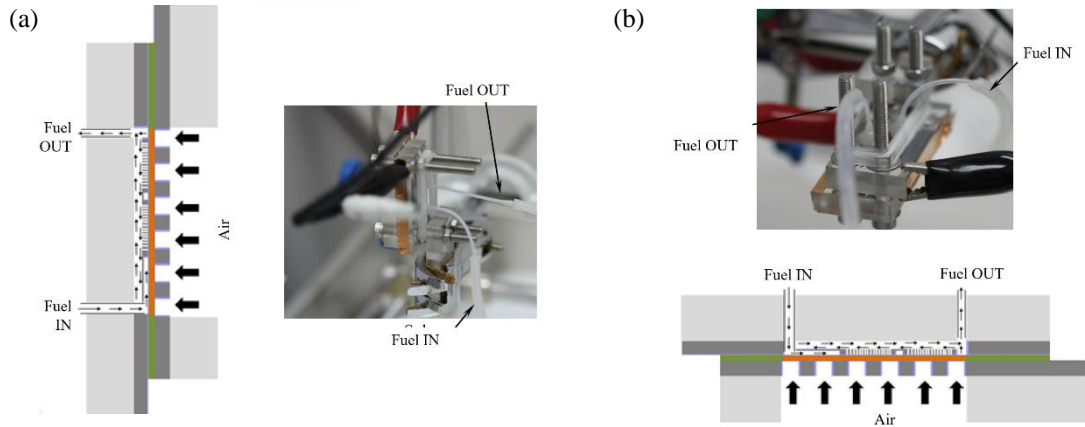 (a)
Fuel
OUT
Air
Fuel
IN
Fuel OUT
Fuel IN
(b)
Fuel IN
Fuel OUT
Fuel IN
Fuel OUT
Air